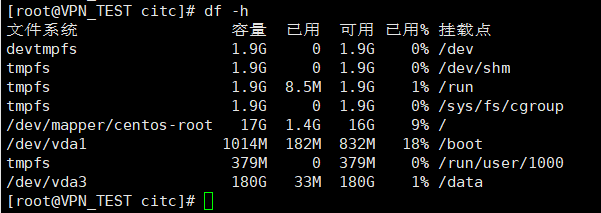 [root@VPN_TEST citc]# df -h
文件系统 容量 已用 可用 已用% 挂载点
devtmpfs 1.9G 0 1.9G 0% /dev
tmpfs 1.9G 0 1.9G 0% /dev/shm
tmpfs 1.9G 8.5M 1.9G 1% /run
tmpfs 1.9G 0 1.9G 0% /sys/fs/cgroup
/dev/mapper/centos-root 17G 1.4G 16G 9% /
/dev/vda1 1014M 182M 832M 18% /boot
tmpfs 379M 0 379M 0% /run/user/1000
/dev/vda3 180G 33M 180G 1% /data
[root@VPN_TEST citc]#